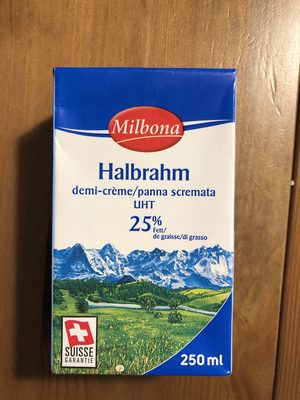 Milbona
Halbrahm
demi-crème/panna scremata
UHT
25%
Fett/
de graisse/di grasso
SUISSE
GARANTIE
250 ml